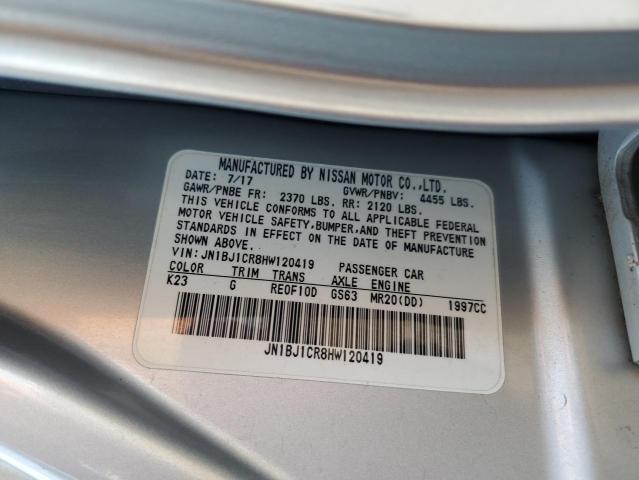 MANUFACTURED BY NISSAN MOTOR CO.,LTD.
DATE: 7/17 GVWR/PNBV: 4455 LBS.
GAWR/PNBE FR: 2370 LBS. RR: 2120 LBS.
THIS VEHICLE CONFORMS TO ALL APPLICABLE FEDERAL
MOTOR VEHICLE SAFETY,BUMPER,AND THEFT PREVENTION
STANDARDS IN EFFECT ON THE DATE OF MANUFACTURE
SHOWN ABOVE.
VIN: JN1BJ1CR8HW120419 PASSENGER CAR
COLOR TRIM TRANS AXLE ENGINE
K23 G RE0F10D GS63 MR20(DD) 1997CC
JN1BJ1CR8HW120419